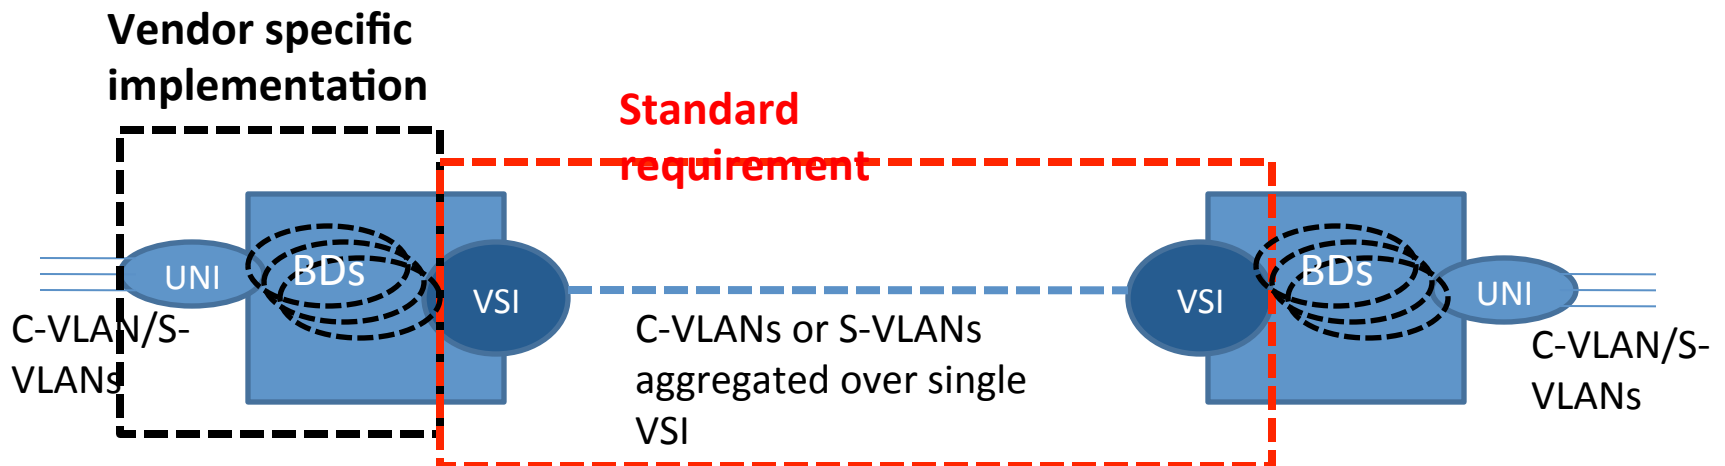 Vendor specific
implementation
Standard
requirement
UNI
BDs
VSI
VSI
BDs
UNI
C-VLAN/S-
VLANs
C-VLANs or S-VLANs
aggregated over single
VSI
C-VLAN/S-
VLANs